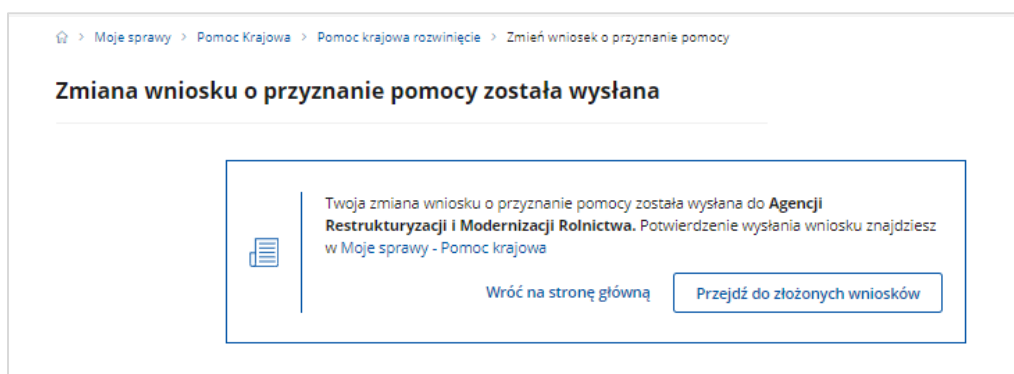 Moje sprawy > Pomoc Krajowa > Pomoc krajowa rozwinięcie > Zmień wniosek o przyznanie pomocy
Zmiana wniosku o przyznanie pomocy została wysłana
Twoja zmiana wniosku o przyznanie pomocy została wysłana do Agencji
Restrukturyzacji i Modernizacji Rolnictwa. Potwierdzenie wysłania wniosku znajdziesz
w Moje sprawy - Pomoc krajowa
Wróć na stronę główną
Przejdź do złożonych wniosków